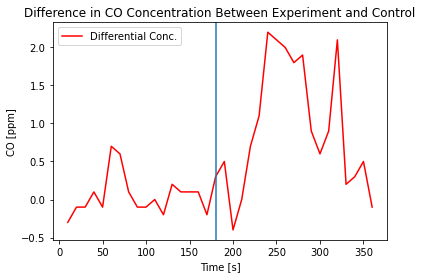 Difference in CO Concentration Between Experiment and Control
Differential Conc.
CO [ppm]
2.0
1.5
1.0
0.5
0.0
−0.5
0 50 100 150 200 250 300 350
Time [s]